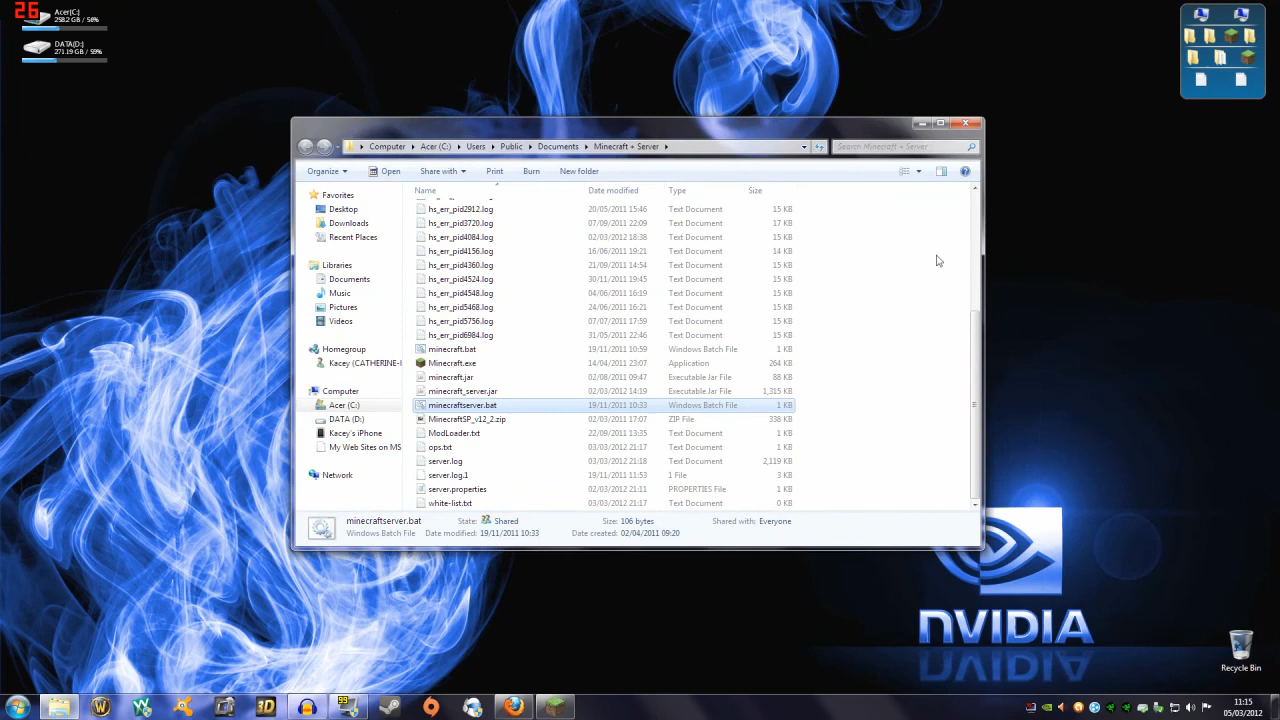 26
Acer(C:)
258.2 GB / 56%
DATA(D:)
271.19 GB / 59%
Computer Acer (C:) Users Public Documents Minecraft + Server
Search Minecraft + Server
Organize Open Share with Print Burn New folder
Name Date modified Type Size
Favorites
Desktop
Downloads
Recent Places
Libraries
Documents
Music
Pictures
Videos
Homegroup
Kacey (CATHERINE-
Computer
Acer (C:)
DATA (D:)
Kacey's iPhone
My Web Sites on MS
Network
hs_err_pid2912.log 20/05/2011 15:46 Text Document 15 KB
hs_err_pid3720.log 07/09/2011 22:09 Text Document 17 KB
hs_err_pid4084.log 02/03/2012 18:38 Text Document 15 KB
hs_err_pid4156.log 16/06/2011 19:21 Text Document 14 KB
hs_err_pid4360.log 21/09/2011 14:54 Text Document 15 KB
hs_err_pid4524.log 30/11/2011 19:45 Text Document 15 KB
hs_err_pid4548.log 04/06/2011 16:19 Text Document 15 KB
hs_err_pid5468.log 24/06/2011 16:21 Text Document 15 KB
hs_err_pid5756.log 07/07/2011 17:59 Text Document 15 KB
hs_err_pid6984.log 31/05/2011 22:46 Text Document 15 KB
minecraft.bat 19/11/2011 10:59 Windows Batch File 1 KB
Minecraft.exe 14/04/2011 23:07 Application 264 KB
minecraft.jar 02/08/2011 09:47 Executable Jar File 88 KB
minecraft_server.jar 02/03/2012 14:19 Executable Jar File 1,315 KB
minecraftserver.bat 19/11/2011 10:33 Windows Batch File 1 KB
MinecraftSP_v12_2.zip 02/03/2011 17:07 ZIP File 338 KB
ModLoader.txt 22/09/2011 13:35 Text Document 1 KB
ops.txt 03/03/2012 21:17 Text Document 1 KB
server.log 03/03/2012 21:18 Text Document 2,119 KB
server.log.1 19/11/2011 11:53 1 File 3 KB
server.properties 02/03/2012 21:11 PROPERTIES File 1 KB
white-list.txt 03/03/2012 21:17 Text Document 0 KB
minecraftserver.bat State: Shared Size: 106 bytes Shared with: Everyone
Windows Batch File Date modified: 19/11/2011 10:33 Date created: 02/04/2011 09:20
NVIDIA
Recycle Bin
3D
99
11:15
05/03/2012